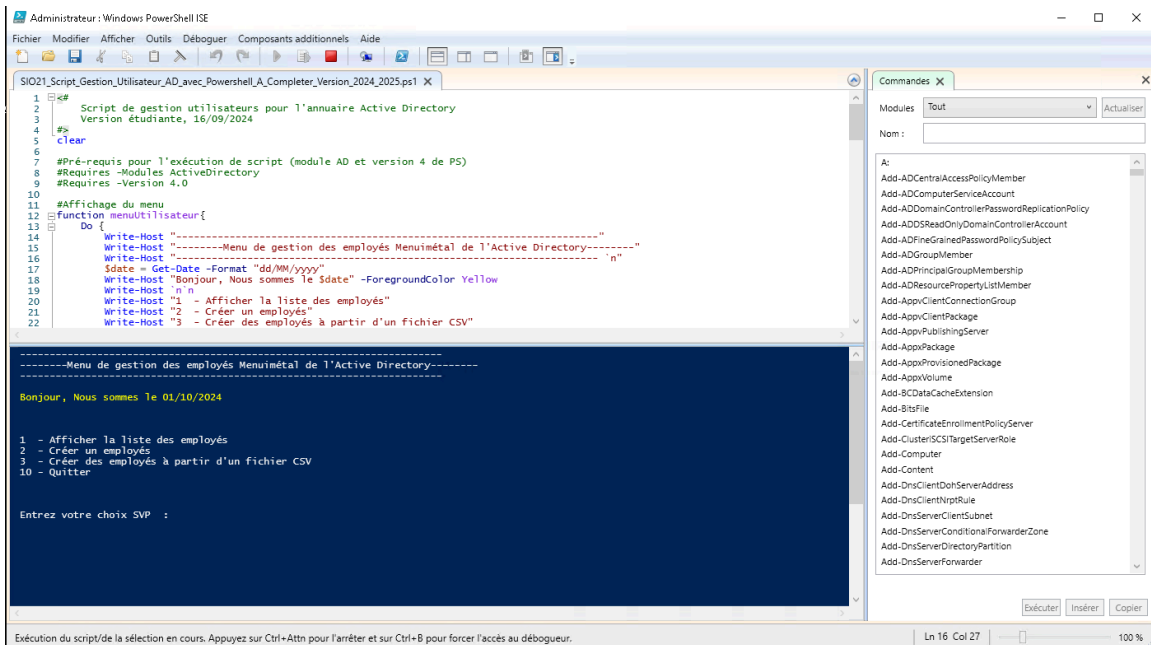 Administrateur : Windows PowerShell ISE
Fichier Modifier Afficher Outils Déboguer Composants additionnels Aide
SIO21_Script_Gestion_Utilisateur_AD_avec_Powershell_A_Completer_Version_2024_2025.ps1 X
1 <#
2 Script de gestion utilisateurs pour l'annuaire Active Directory
3 Version étudiante, 16/09/2024
4 #>
5 clear
6
7 #Pré-requis pour l'exécution de script (module AD et version 4 de PS)
8 #Requires -Modules ActiveDirectory
9 #Requires -Version 4.0
10
11 #Affichage du menu
12 function menuUtilisateur{
13 Do {
14 Write-Host "-----------------------------------------------------------------------"
15 Write-Host "--------Menu de gestion des employés Menuimétal de l'Active Directory--------"
16 Write-Host "----------------------------------------------------------------------- `n"
17 $date = Get-Date -Format "dd/MM/yyyy"
18 Write-Host "Bonjour, Nous sommes le $date" -ForegroundColor Yellow
19 Write-Host `n`n
20 Write-Host "1  - Afficher la liste des employés"
21 Write-Host "2  - Créer un employés"
22 Write-Host "3  - Créer des employés à partir d'un fichier CSV"
-----------------------------------------------------------------------
--------Menu de gestion des employés Menuimétal de l'Active Directory--------
-----------------------------------------------------------------------
Bonjour, Nous sommes le 01/10/2024
1  - Afficher la liste des employés
2  - Créer un employés
3  - Créer des employés à partir d'un fichier CSV
10 - Quitter
Entrez votre choix SVP  :
Commandes X
Modules Tout Actualiser
Nom :
A:
Add-ADCentralAccessPolicyMember
Add-ADComputerServiceAccount
Add-ADDomainControllerPasswordReplicationPolicy
Add-ADDSReadOnlyDomainControllerAccount
Add-ADFineGrainedPasswordPolicySubject
Add-ADGroupMember
Add-ADPrincipalGroupMembership
Add-ADResourcePropertyListMember
Add-AppvClientConnectionGroup
Add-AppvClientPackage
Add-AppvPublishingServer
Add-AppxPackage
Add-AppxProvisionedPackage
Add-AppxVolume
Add-BCDataCacheExtension
Add-BitsFile
Add-CertificateEnrollmentPolicyServer
Add-ClusteriSCSITargetServerRole
Add-Computer
Add-Content
Add-DnsClientDohServerAddress
Add-DnsClientNrptRule
Add-DnsServerClientSubnet
Add-DnsServerConditionalForwarderZone
Add-DnsServerDirectoryPartition
Add-DnsServerForwarder
Exécuter Insérer Copier
Exécution du script/de la sélection en cours. Appuyez sur Ctrl+Attn pour l'arrêter et sur Ctrl+B pour forcer l'accès au débogueur.
Ln 16 Col 27
100 %